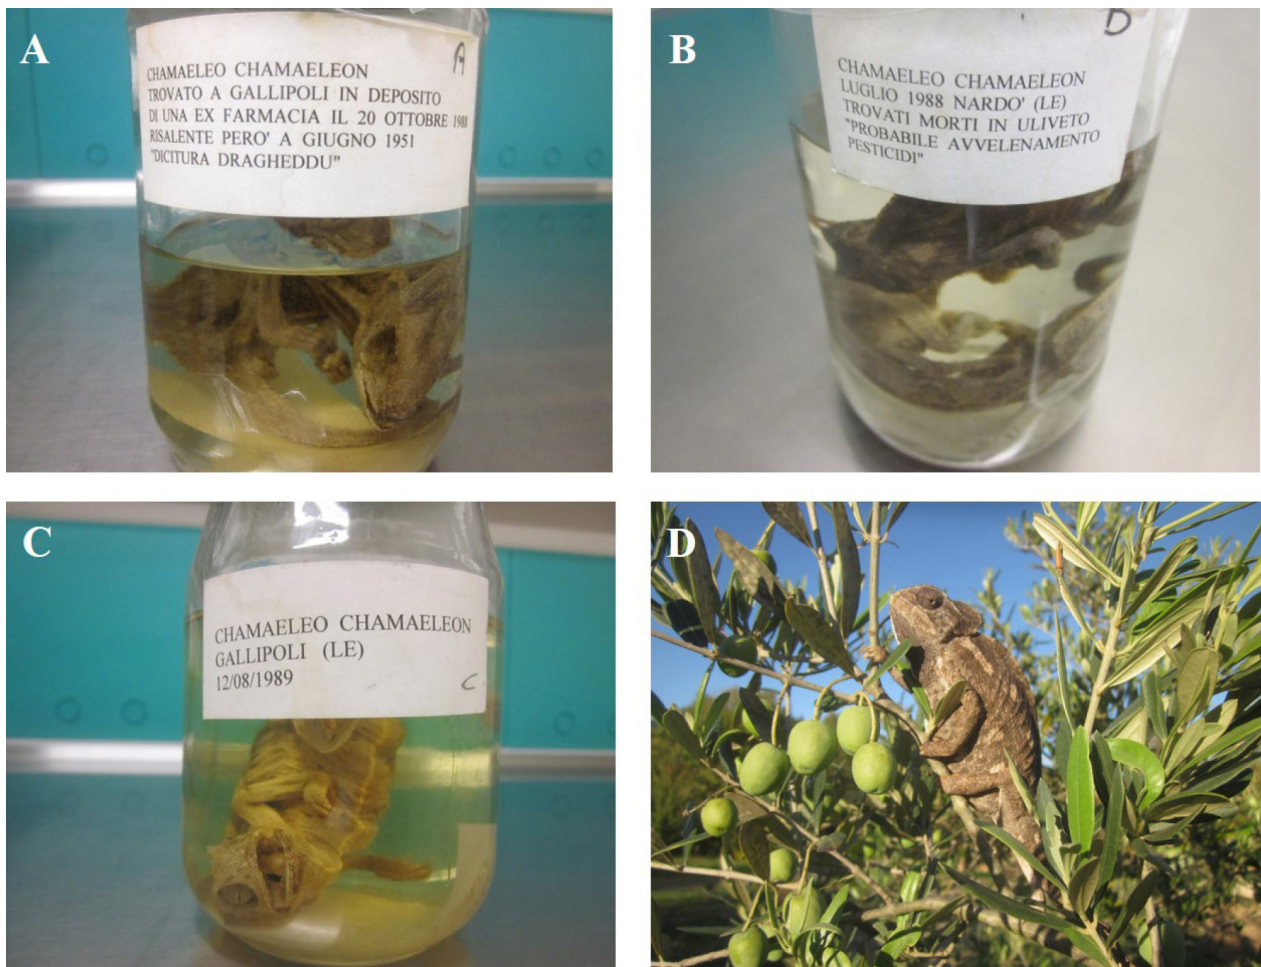 A
A
CHAMAELEO CHAMAELEON
TROVATO A GALLIPOLI IN DEPOSITO
DI UNA EX FARMACIA IL 20 OTTOBRE 1988
RISALENTE PERO' A GIUGNO 1951
"DICITURA DRAGHEDDU"
B
D
CHAMAELEO CHAMAELEON
LUGLIO 1988 NARDO' (LE)
TROVATI MORTI IN ULIVETO
"PROBABILE AVVELENAMENTO
PESTICIDI"
C
CHAMAELEO CHAMAELEON
GALLIPOLI (LE)
12/08/1989
C
D